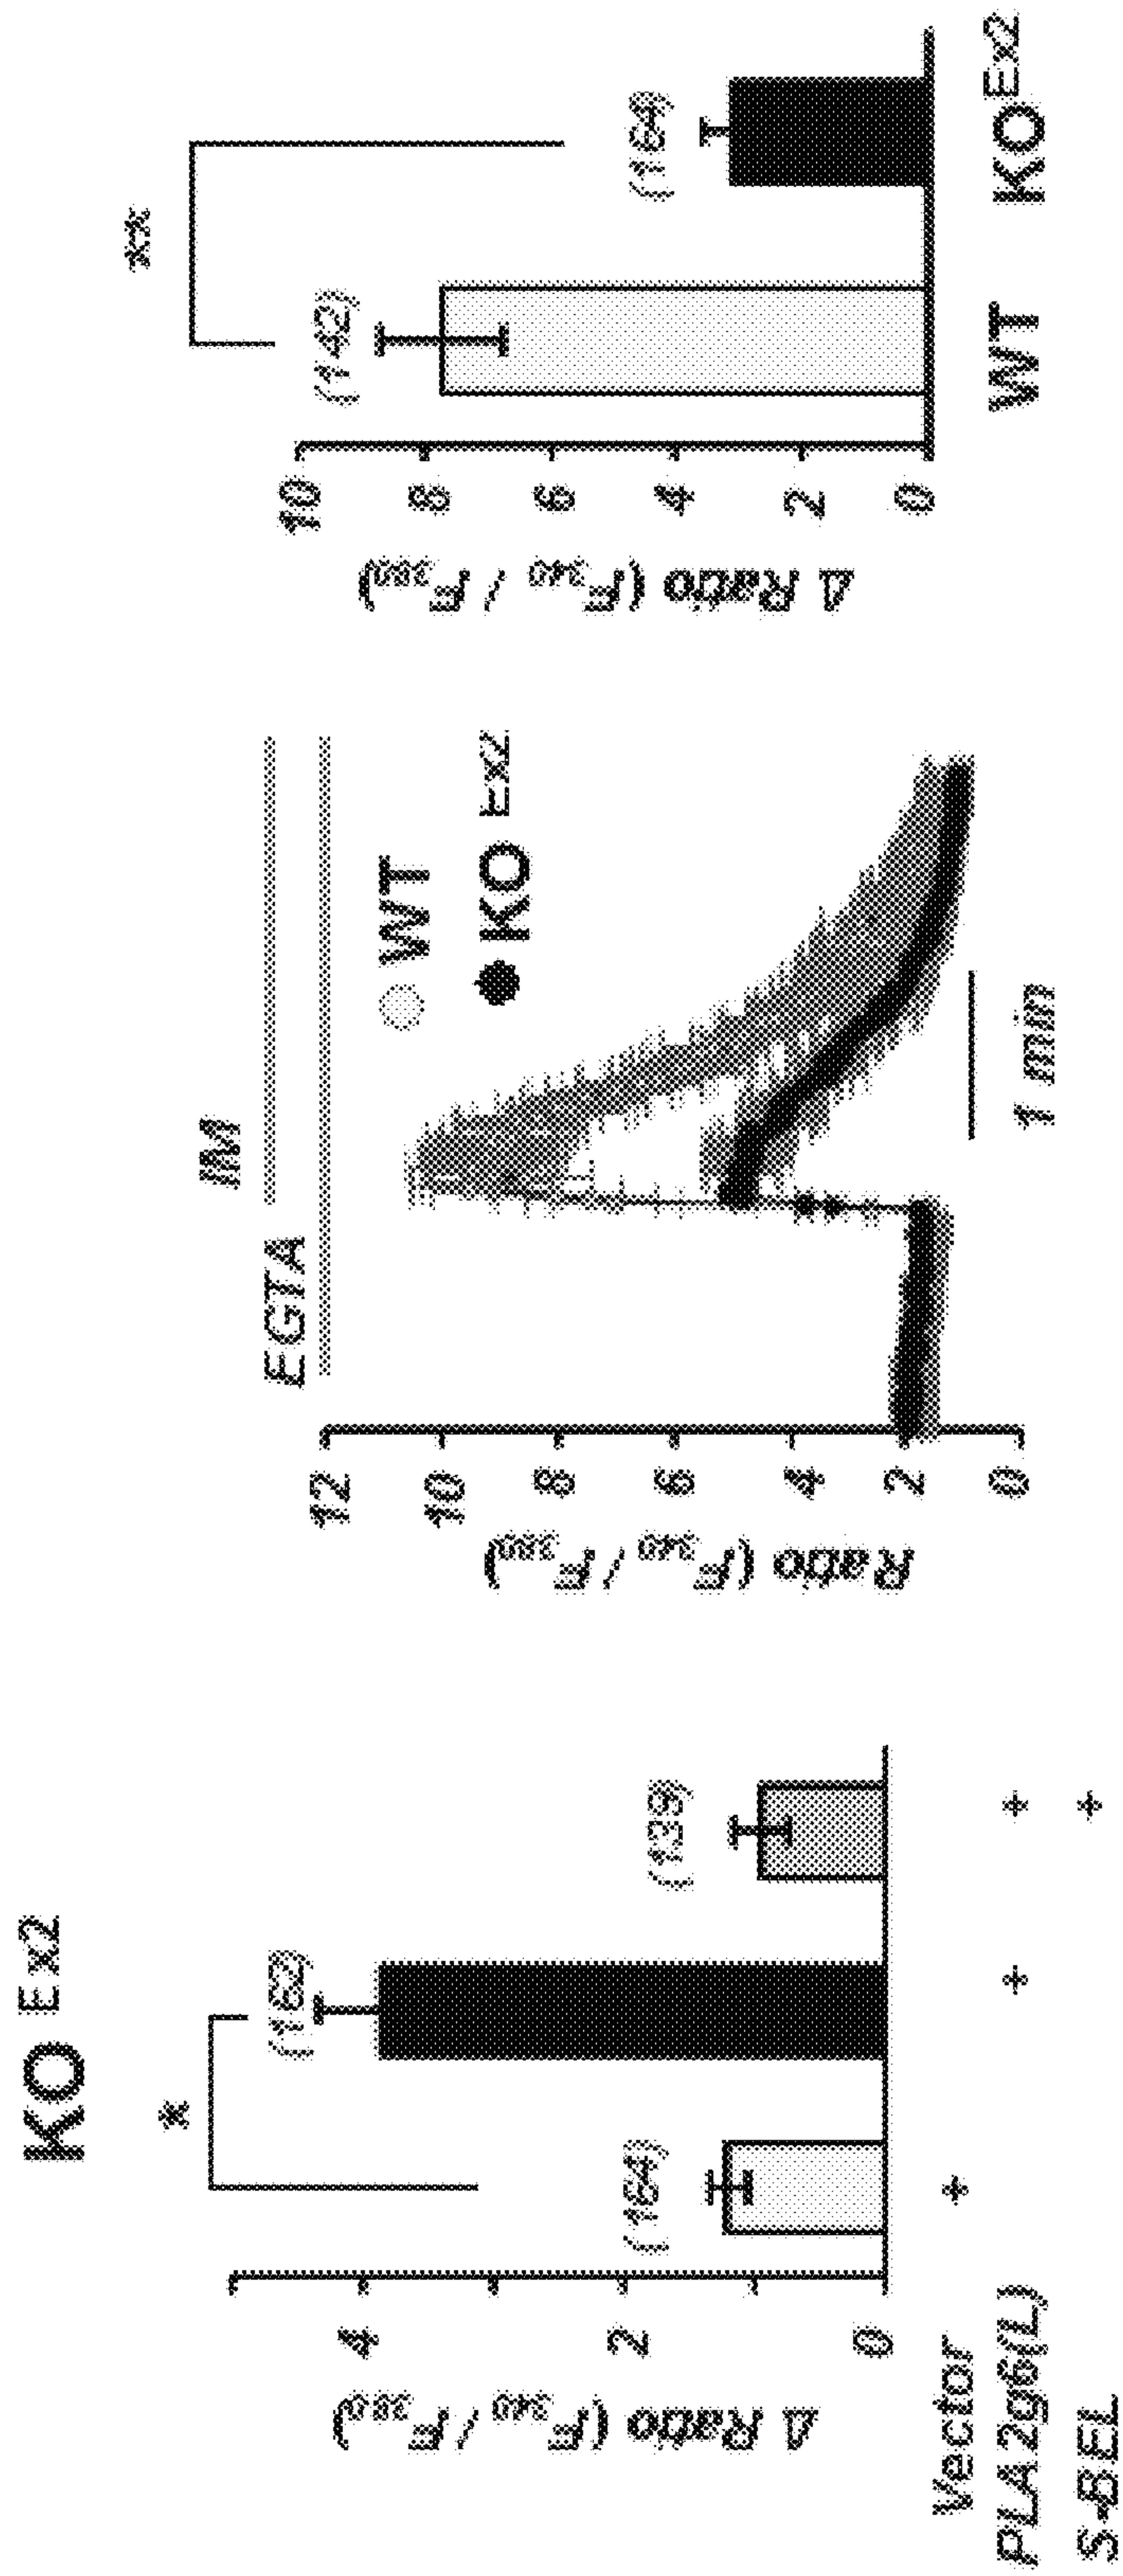 KO Ex2
*
(164)
(162)
(139)
4
2
0
Δ Ratio (F340 / F380)
Vector +
PLA2g6(L) + +
S-BEL +
IM
EGTA
WT
KO Ex2
12
10
8
6
4
2
0
Ratio (F340 / F380)
1 min
**
(142)
(164)
10
8
6
4
2
0
Δ Ratio (F340 / F380)
WT
KO Ex2